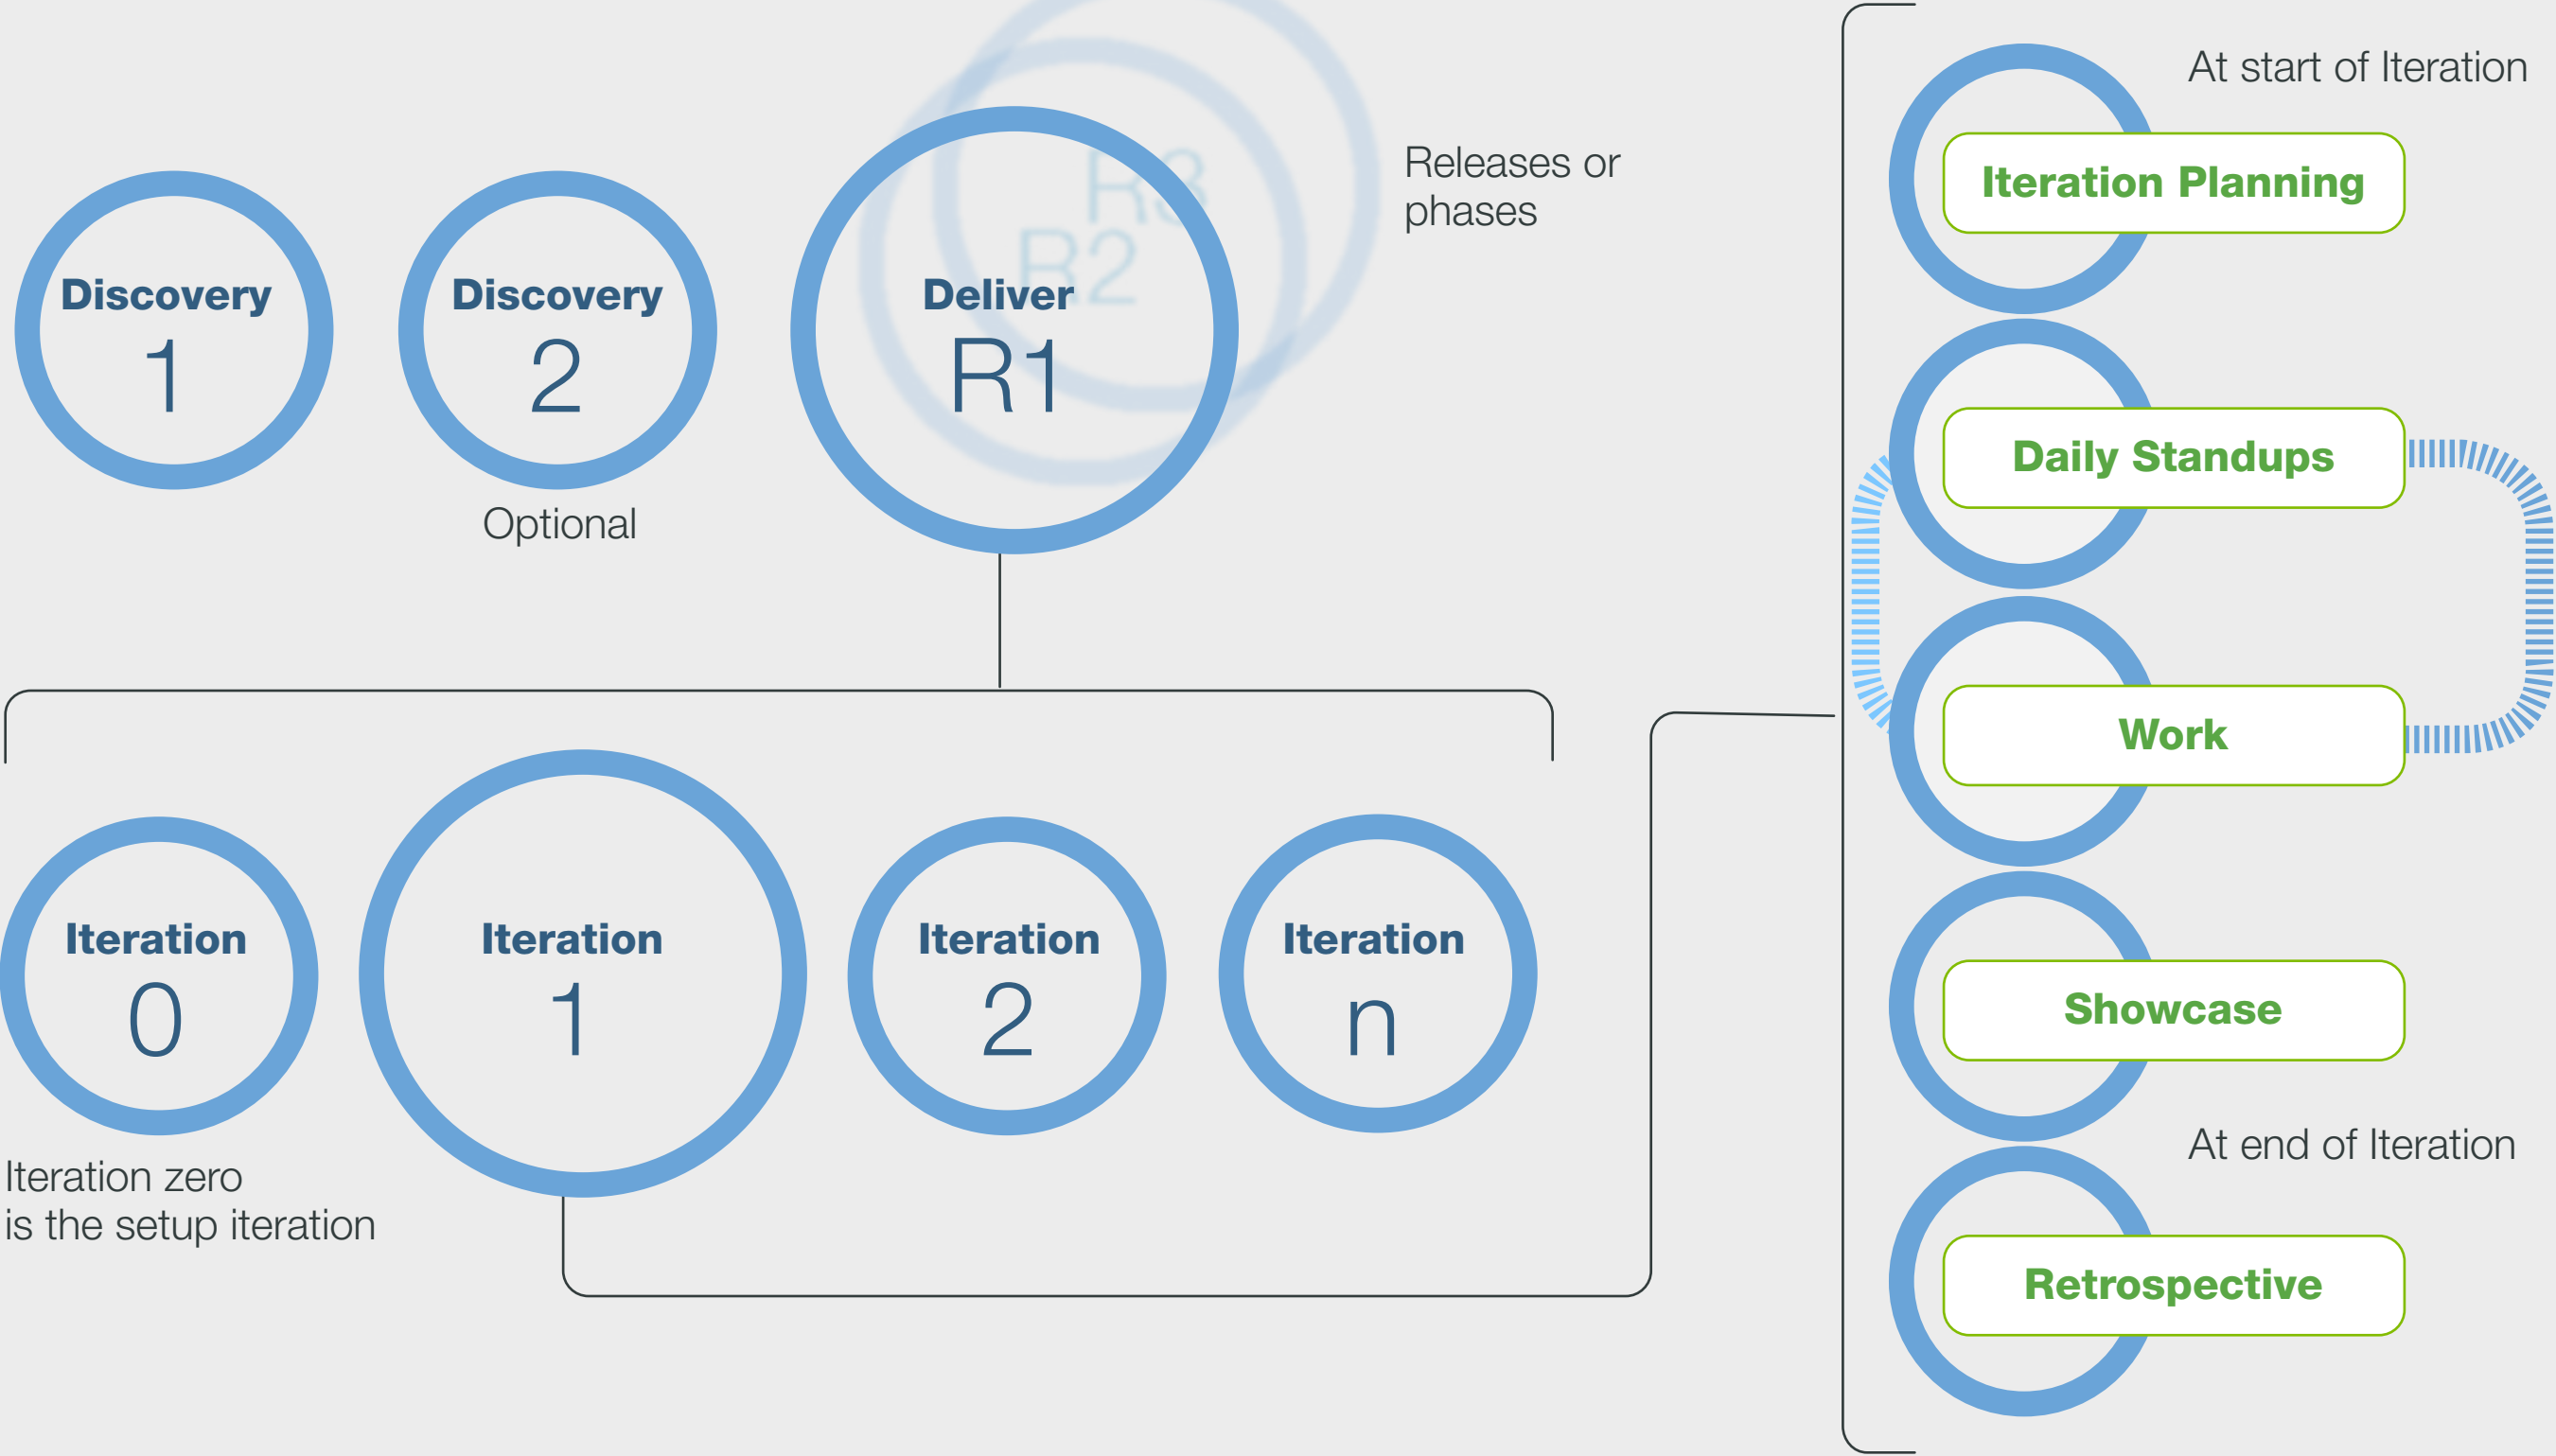 Discovery
1
Discovery
2
Optional
Deliver
R1
R2
R3
Releases or
phases
Iteration
0
Iteration zero
is the setup iteration
Iteration
1
Iteration
2
Iteration
n
At start of Iteration
Iteration Planning
Daily Standups
Work
Showcase
At end of Iteration
Retrospective